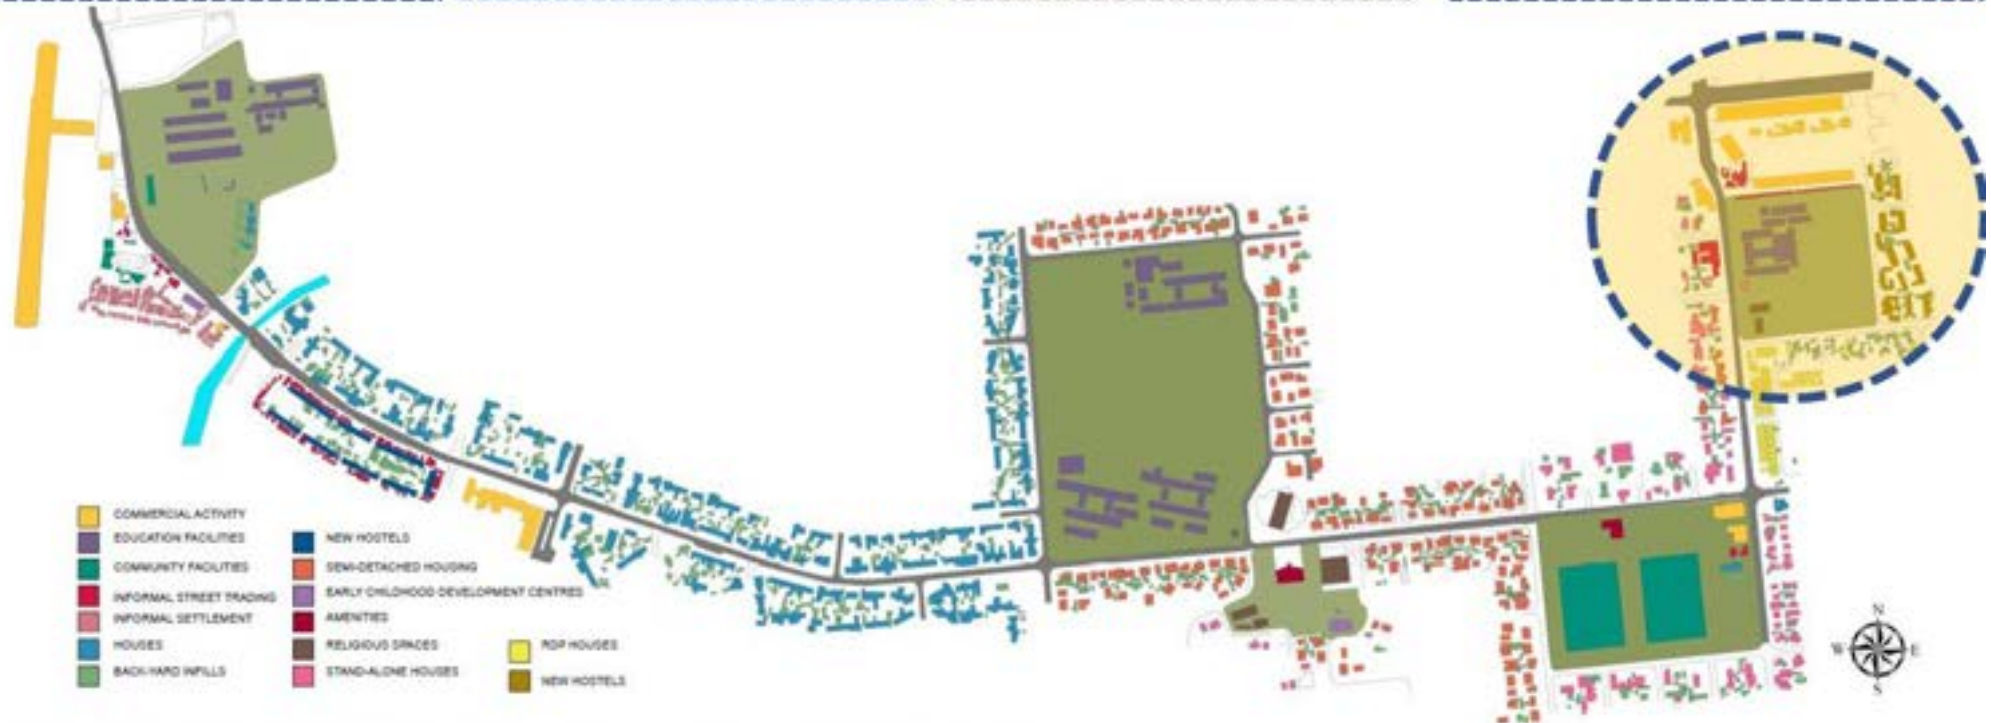 COMMERCIAL ACTIVITY
EDUCATION FACILITIES
COMMUNITY FACILITIES
INFORMAL STREET TRADING
INFORMAL SETTLEMENT
HOUSES
BACK-YARD INFILLS
NEW HOSTELS
SEMI-DETACHED HOUSING
EARLY CHILDHOOD DEVELOPMENT CENTRES
AMENITIES
RELIGIOUS SPACES
STAND-ALONE HOUSES
RDP HOUSES
NEW HOSTELS
N
W E
S